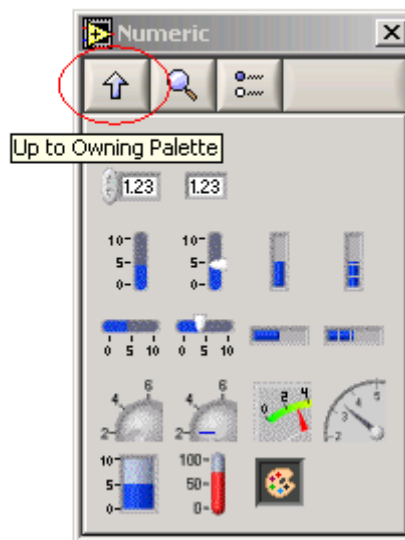 Numeric
Up to Owning Palette
1.23 1.23
10- 10-
5- 5-
0- 0-
0 5 10 0 5 10
4 6 4 6 0 2 4 3 4 5
2 2 2
10- 100-
5- 50-
0- 0-